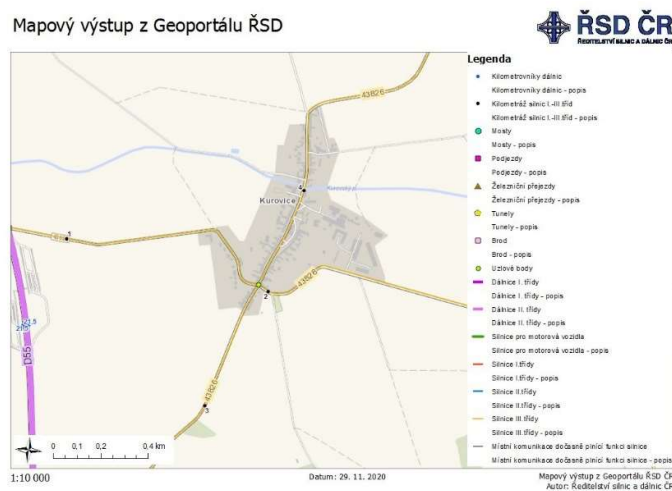 Mapový výstup z Geoportálu ŘSD
ŘSD ČR
ŘEDITELSTVÍ SILNIC A DÁLNIC ČR
Legenda
Kilometrovníky dálnic
Kilometrovníky dálnic - popis
Kilometráž silnic I.-III.tříd
Kilometráž silnic I.-III.tříd - popis
Mosty
Mosty - popis
Podjezdy
Podjezdy - popis
Železniční přejezdy
Železniční přejezdy - popis
Tunely
Tunely - popis
Brod
Brod - popis
Uzlové body
Dálnice I. třídy
Dálnice I. třídy - popis
Dálnice II. třídy
Dálnice II. třídy - popis
Silnice pro motorová vozidla
Silnice pro motorová vozidla - popis
Silnice I.třídy
Silnice I.třídy - popis
Silnice II.třídy
Silnice II.třídy - popis
Silnice III.třídy
Silnice III.třídy - popis
Místní komunikace dočasně plnící funkci silnice
Místní komunikace dočasně plnící funkci silnice - popis
43826
4
Kurovice
1
2
43826
D55
43826
3
0 0,1 0,2 0,4 km
1:10 000
Datum: 29. 11. 2020
Mapový výstup z Geoportálu ŘSD ČR
Autor: Ředitelství silnic a dálnic ČR